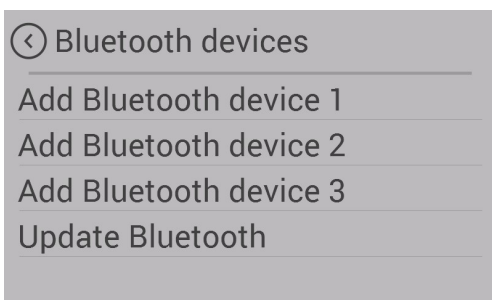 Bluetooth devices
Add Bluetooth device 1
Add Bluetooth device 2
Add Bluetooth device 3
Update Bluetooth